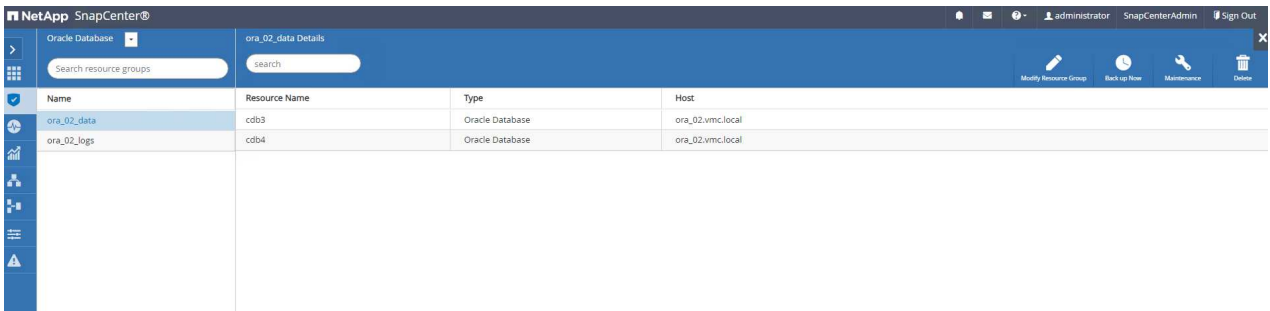 NetApp SnapCenter®
administrator SnapCenterAdmin Sign Out
Oracle Database
ora_02_data Details
Search resource groups
search
Modify Resource Group Back up Now Maintenance Delete
Name
Resource Name Type Host
ora_02_data
cdb3 Oracle Database ora_02.vmc.local
ora_02_logs
cdb4 Oracle Database ora_02.vmc.local